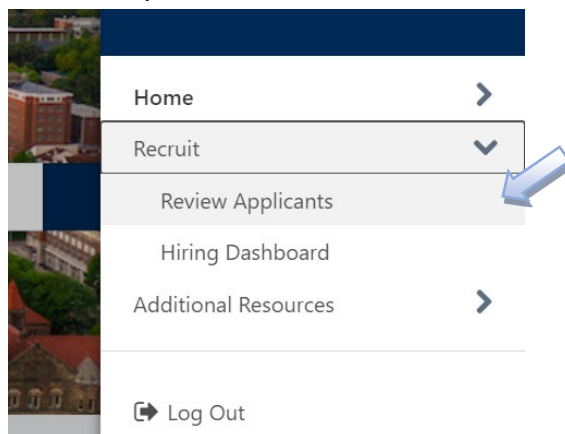 Home
Recruit
Review Applicants
Hiring Dashboard
Additional Resources
Log Out